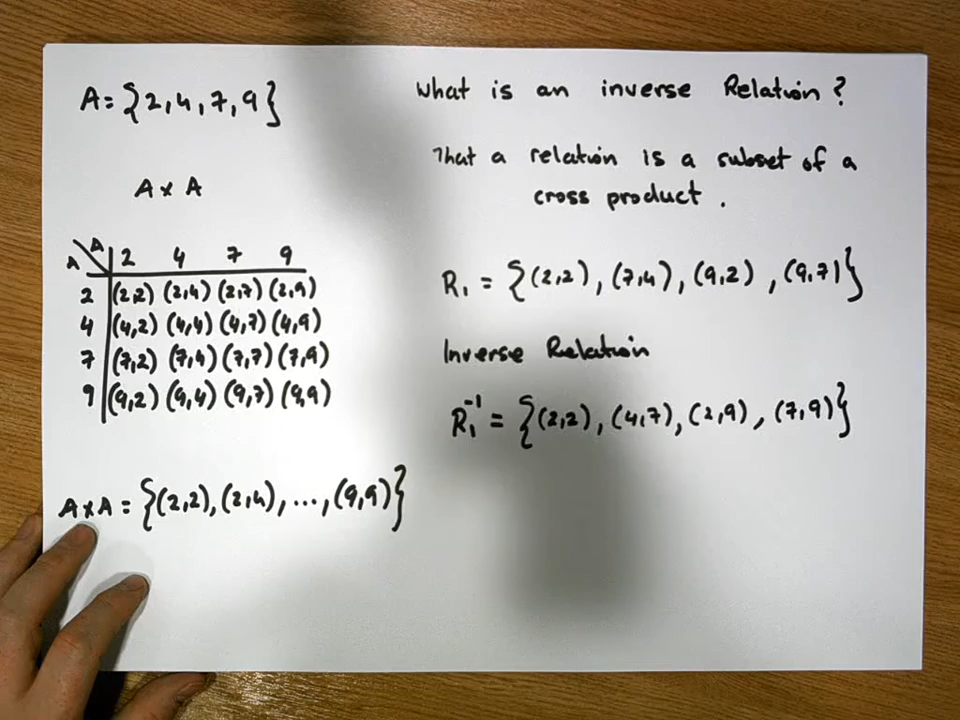 A = {2, 4, 7, 9}
A x A
A
A 2 4 7 9
2 (2,2) (2,4) (2,7) (2,9)
4 (4,2) (4,4) (4,7) (4,9)
7 (7,2) (7,4) (7,7) (7,9)
9 (9,2) (9,4) (9,7) (9,9)
A x A = {(2,2), (2,4), ..., (9,9)}
What is an inverse Relation?
That a relation is a subset of a
cross product.
R₁ = {(2,2), (7,4), (9,2), (9,7)}
Inverse Relation
R₁⁻¹ = {(2,2), (4,7), (2,9), (7,9)}